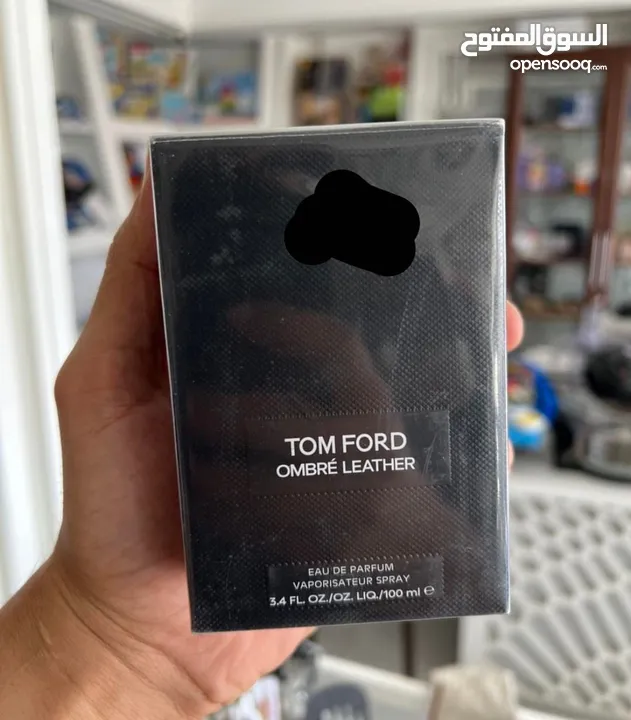 السوق المفتوح
opensooq.com
TOM FORD
OMBRÉ LEATHER
EAU DE PARFUM
VAPORISATEUR SPRAY
3.4 FL. OZ./OZ. LIQ./100 ml ℮